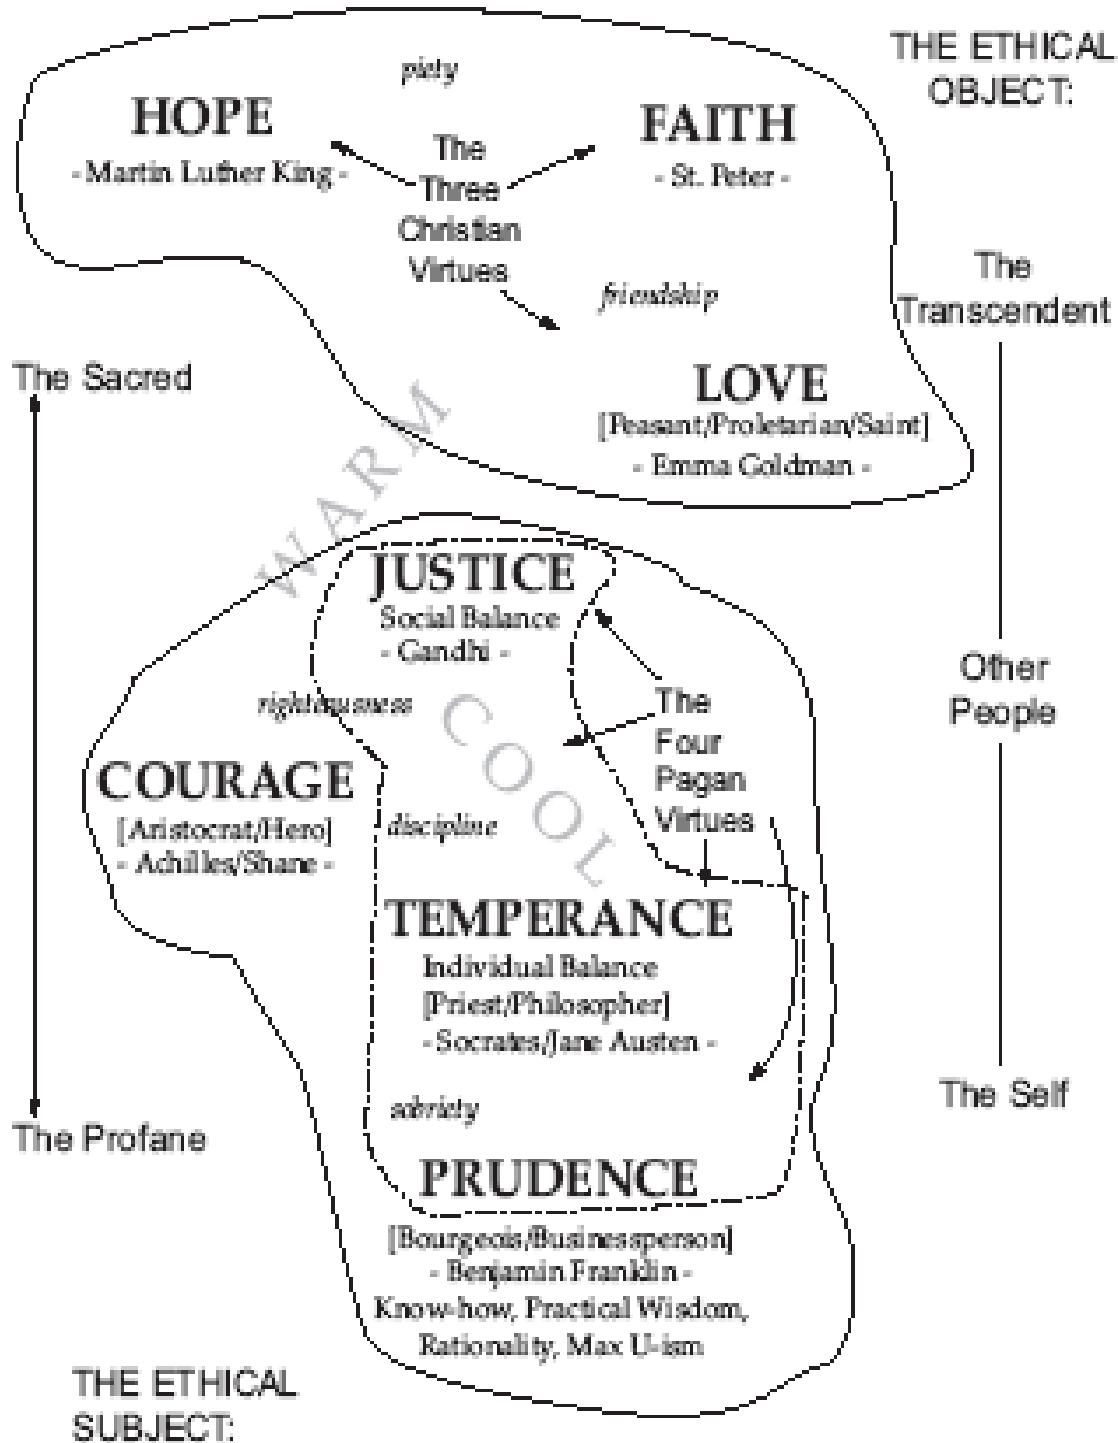 THE ETHICAL
OBJECT:
piety
HOPE
- Martin Luther King -
FAITH
- St. Peter -
The
Three
Christian
Virtues
friendship
The
Transcendent
The Sacred
LOVE
[Peasant/Proletarian/Saint]
- Emma Goldman -
WARM
JUSTICE
Social Balance
- Gandhi -
righteousness
COOL
The
Four
Pagan
Virtues
Other
People
COURAGE
[Aristocrat/Hero]
- Achilles/Shane -
discipline
TEMPERANCE
Individual Balance
[Priest/Philosopher]
- Socrates/Jane Austen -
sobriety
The Self
The Profane
PRUDENCE
[Bourgeois/Businessperson]
- Benjamin Franklin -
Know-how, Practical Wisdom,
Rationality, Max U-ism
THE ETHICAL
SUBJECT: